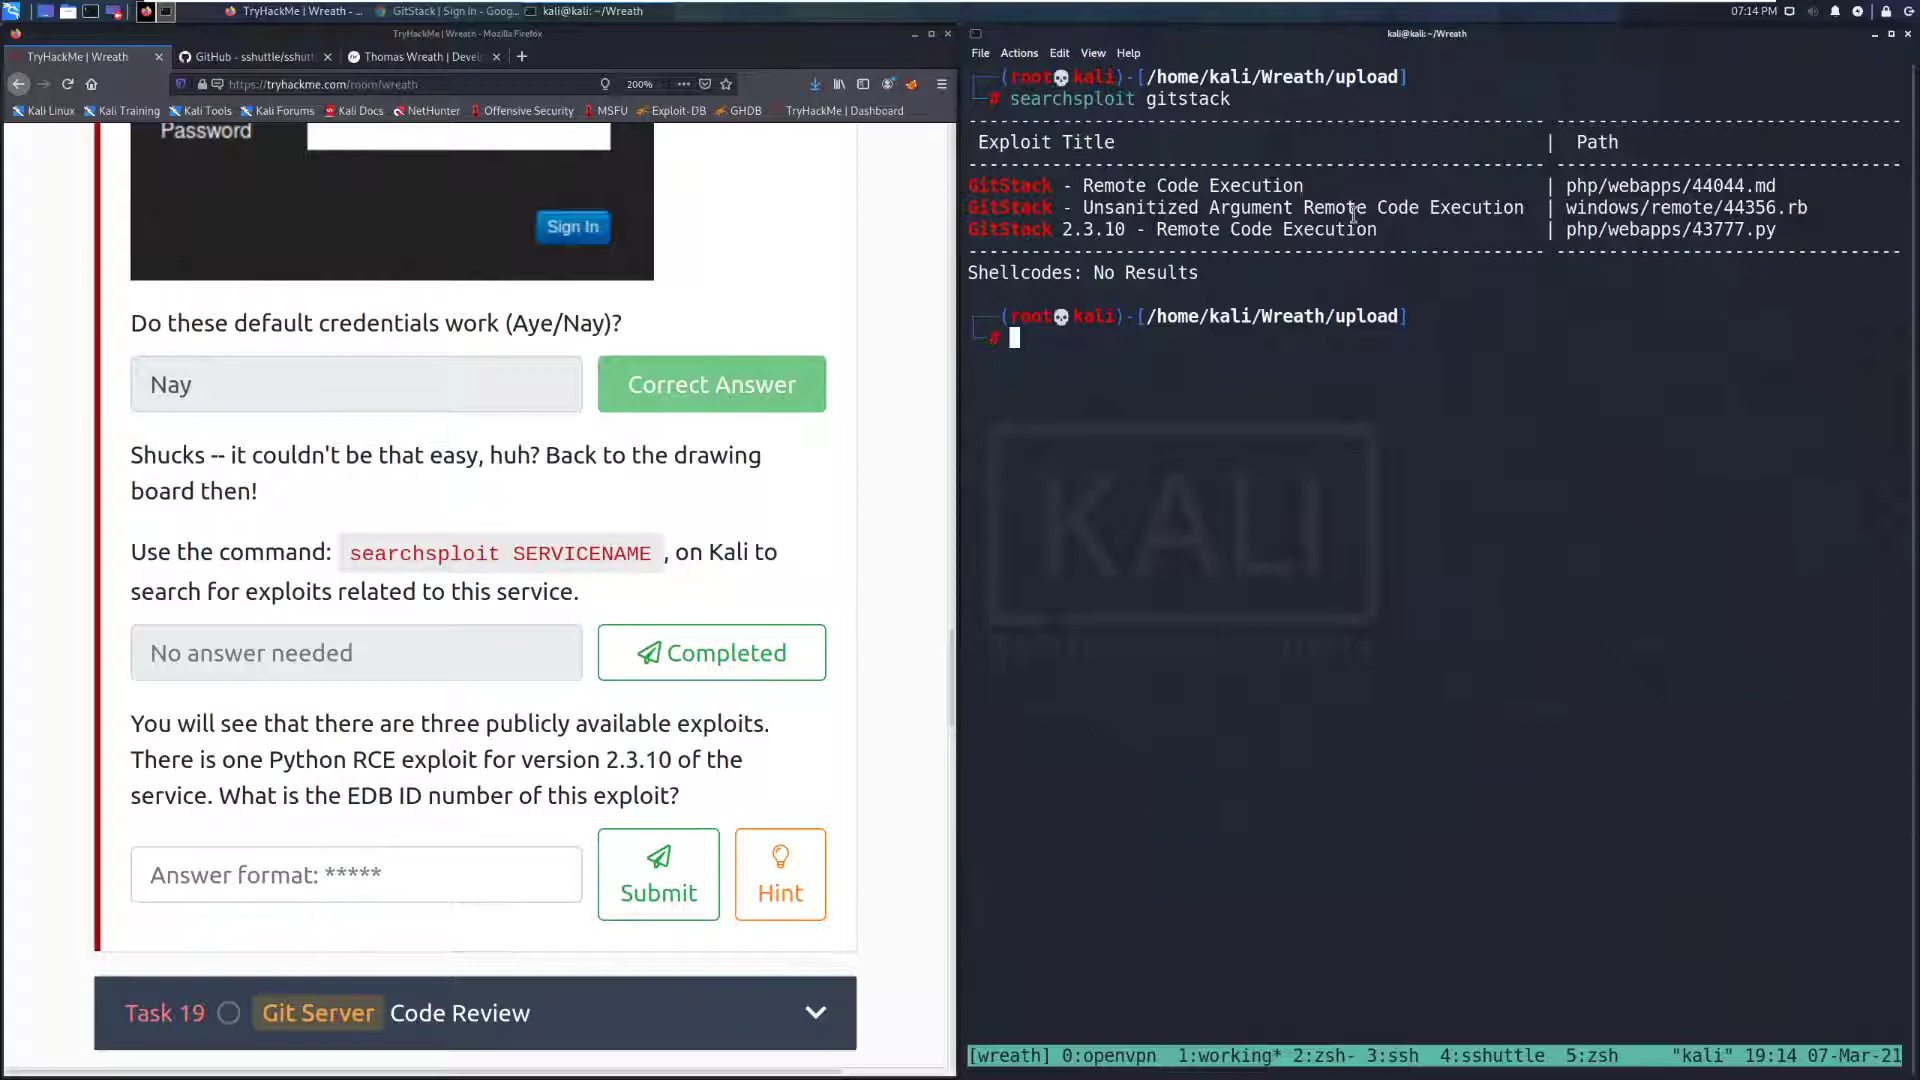 TryHackMe | Wreath - ...
GitStack | Sign In - Goog...
kali@kali: ~/Wreath
07:14 PM
TryHackMe | Wreath - Mozilla Firefox
TryHackMe | Wreath
GitHub - sshuttle/sshutt
Thomas Wreath | Devel
https://tryhackme.com/room/wreath
200%
Kali Linux
Kali Training
Kali Tools
Kali Forums
Kali Docs
NetHunter
Offensive Security
MSFU
Exploit-DB
GHDB
TryHackMe | Dashboard
Password
Sign In
Do these default credentials work (Aye/Nay)?
Nay
Correct Answer
Shucks -- it couldn't be that easy, huh? Back to the drawing
board then!
Use the command: searchsploit SERVICENAME , on Kali to
search for exploits related to this service.
No answer needed
Completed
You will see that there are three publicly available exploits.
There is one Python RCE exploit for version 2.3.10 of the
service. What is the EDB ID number of this exploit?
Answer format: *****
Submit
Hint
Task 19 Git Server Code Review
kali@kali: ~/Wreath
File Actions Edit View Help
(root💀kali)-[/home/kali/Wreath/upload]
# searchsploit gitstack
Exploit Title | Path
GitStack - Remote Code Execution | php/webapps/44044.md
GitStack - Unsanitized Argument Remote Code Execution | windows/remote/44356.rb
GitStack 2.3.10 - Remote Code Execution | php/webapps/43777.py
Shellcodes: No Results
(root💀kali)-[/home/kali/Wreath/upload]
#
KALI
[wreath] 0:openvpn 1:working* 2:zsh- 3:ssh 4:sshuttle 5:zsh "kali" 19:14 07-Mar-21